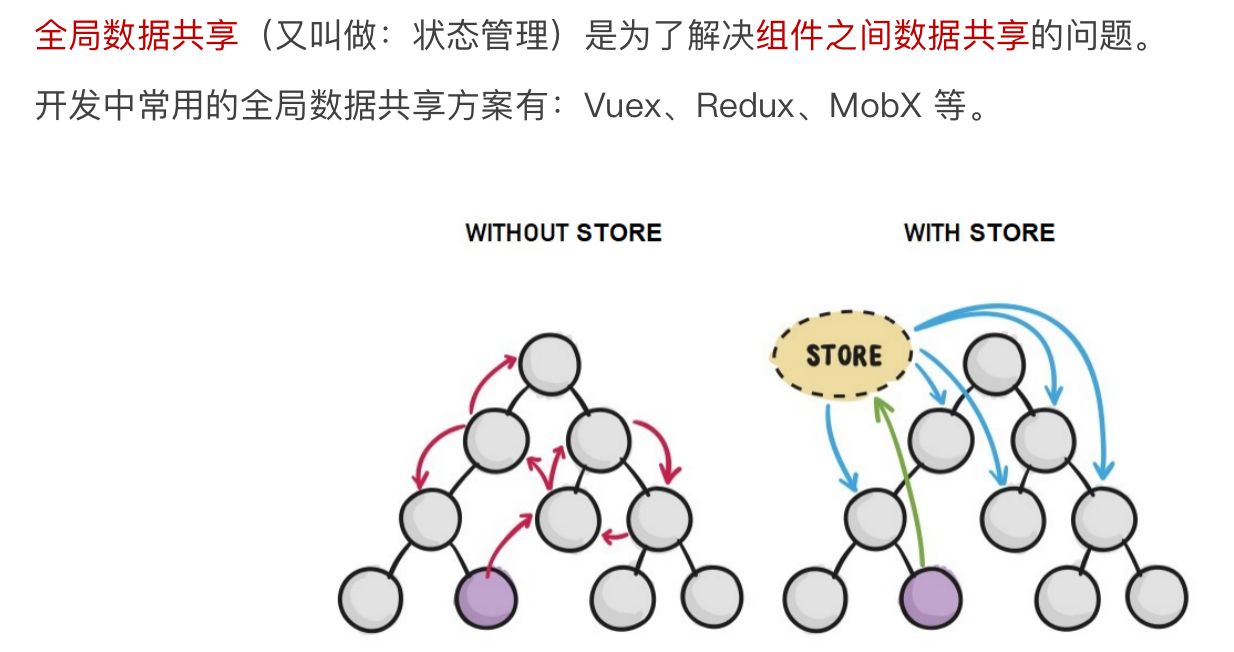 全局数据共享（又叫做：状态管理）是为了解决组件之间数据共享的问题。
开发中常用的全局数据共享方案有：Vuex、Redux、MobX 等。
WITHOUT STORE
WITH STORE
STORE